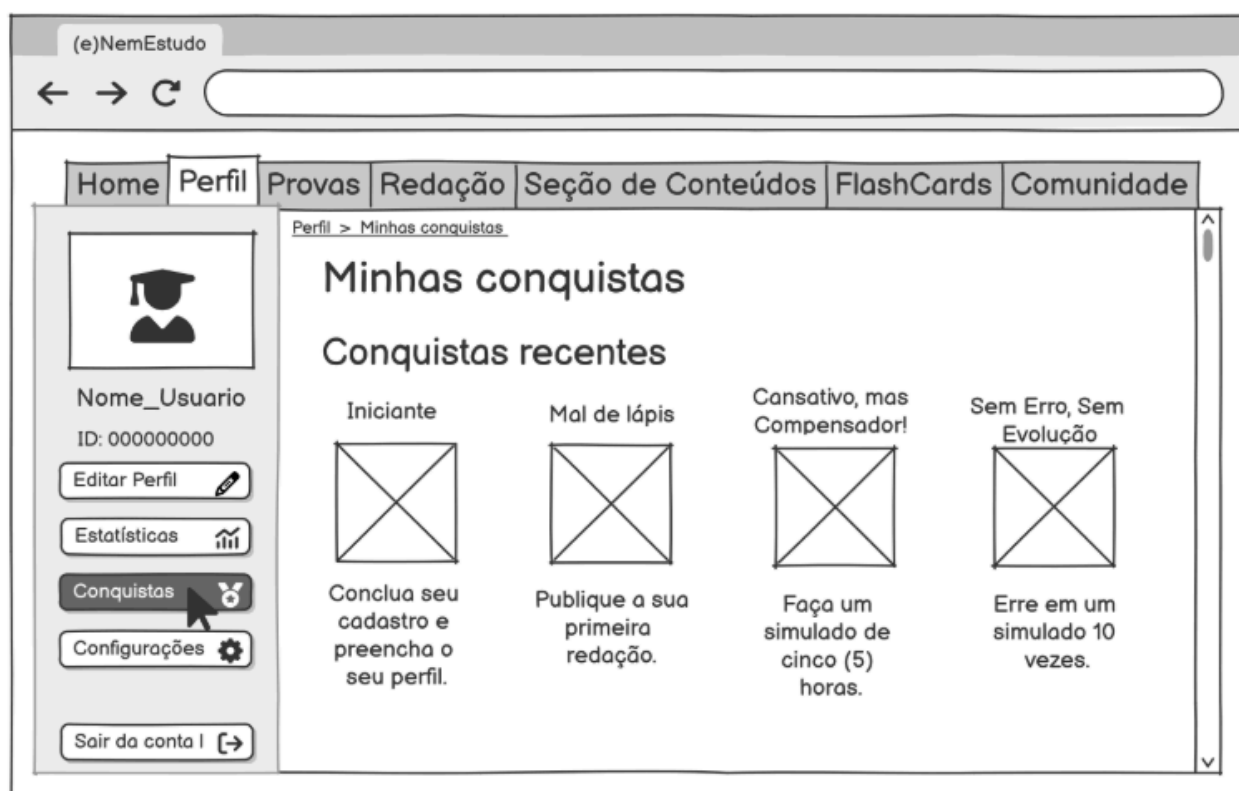 (e)NemEstudo
Home Perfil Provas Redação Seção de Conteúdos FlashCards Comunidade
Nome_Usuario
ID: 000000000
Editar Perfil
Estatísticas
Conquistas
Configurações
Sair da conta |
Perfil > Minhas conquistas
Minhas conquistas
Conquistas recentes
Iniciante
Conclua seu
cadastro e
preencha o
seu perfil.
Mal de lápis
Publique a sua
primeira
redação.
Cansativo, mas
Compensador!
Faça um
simulado de
cinco (5)
horas.
Sem Erro, Sem
Evolução
Erre em um
simulado 10
vezes.